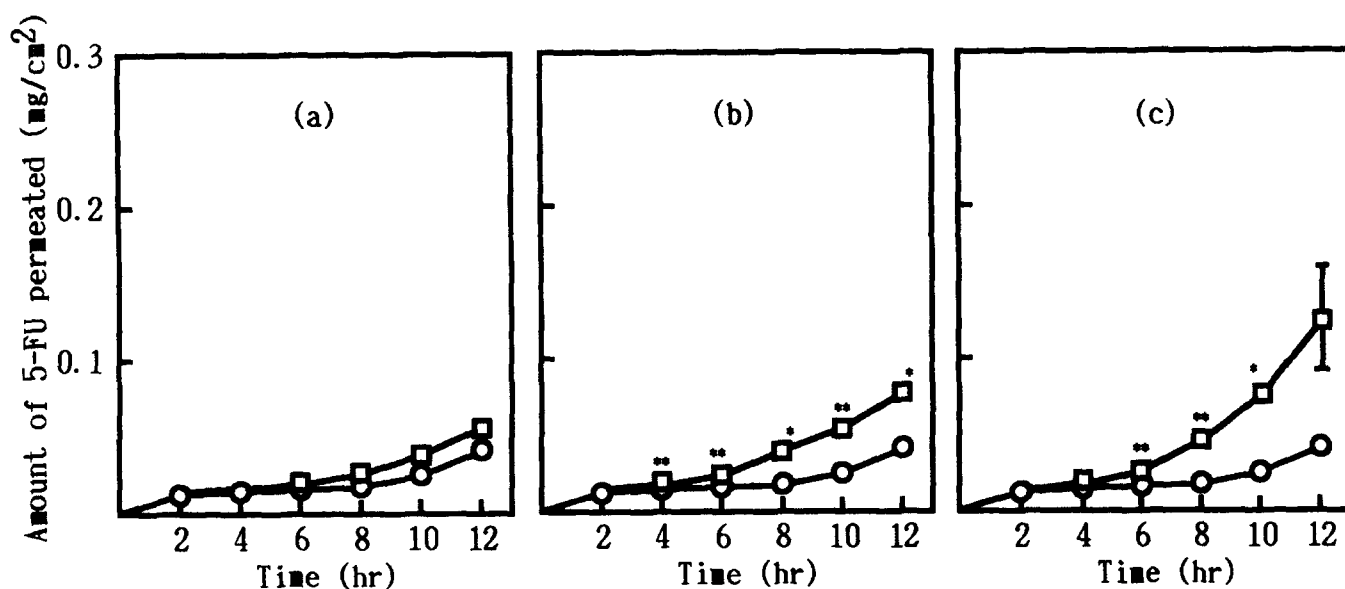 Amount of 5-FU permeated (mg/cm2)
0.3
0.2
0.1
(a)
(b)
(c)
** ** * ** *
** ** *
2 4 6 8 10 12
2 4 6 8 10 12
2 4 6 8 10 12
Time (hr)
Time (hr)
Time (hr)